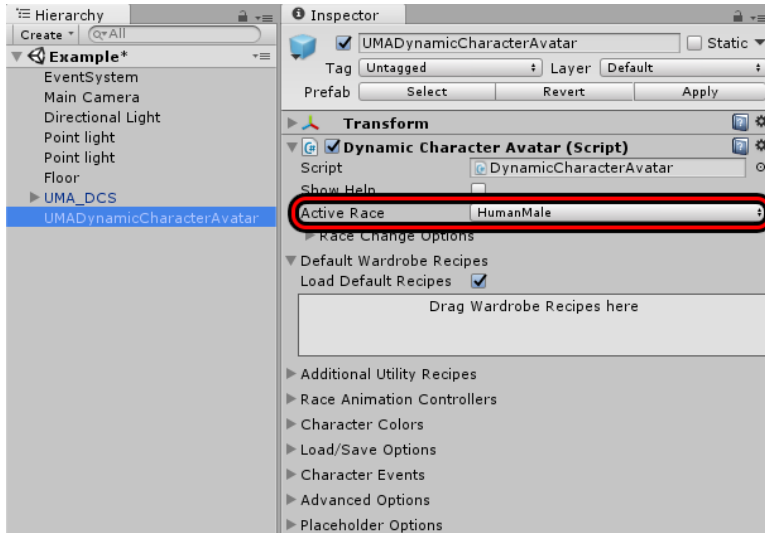 Hierarchy
Create
All
Example*
EventSystem
Main Camera
Directional Light
Point light
Point light
Floor
UMA_DCS
UMADynamicCharacterAvatar
Inspector
UMADynamicCharacterAvatar
Static
Tag Untagged Layer Default
Prefab Select Revert Apply
Transform
Dynamic Character Avatar (Script)
Script DynamicCharacterAvatar
Show Help
Active Race HumanMale
Race Change Options
Default Wardrobe Recipes
Load Default Recipes
Drag Wardrobe Recipes here
Additional Utility Recipes
Race Animation Controllers
Character Colors
Load/Save Options
Character Events
Advanced Options
Placeholder Options